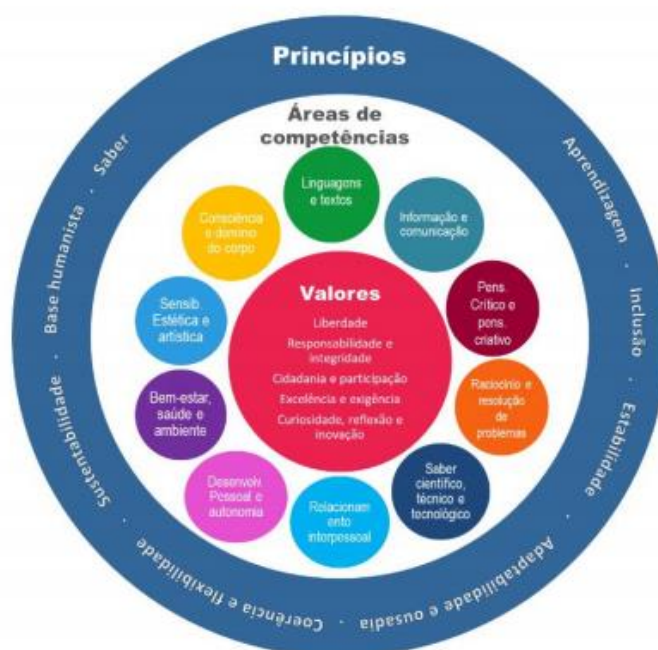 Princípios
Aprendizagem · Inclusão · Estabilidade · Adaptabilidade e ousadia · Coerência e flexibilidade · Sustentabilidade · Base humanista · Saber
Áreas de
competências
Linguagens
e textos
Informação e
comunicação
Pens.
Crítico e
pens.
criativo
Raciocínio e
resolução
de
problemas
Saber
científico,
técnico e
tecnológico
Relacionam
ento
interpessoal
Desenvolv.
Pessoal e
autonomia
Bem-estar,
saúde e
ambiente
Sensib.
Estética e
artística
Consciência
e domínio
do corpo
Valores
Liberdade
Responsabilidade e
integridade
Cidadania e participação
Excelência e exigência
Curiosidade, reflexão e
inovação